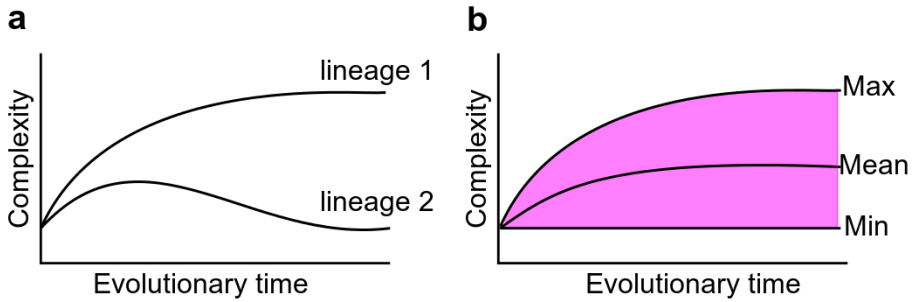 a
Complexity
lineage 1
lineage 2
Evolutionary time
b
Complexity
Max
Mean
Min
Evolutionary time